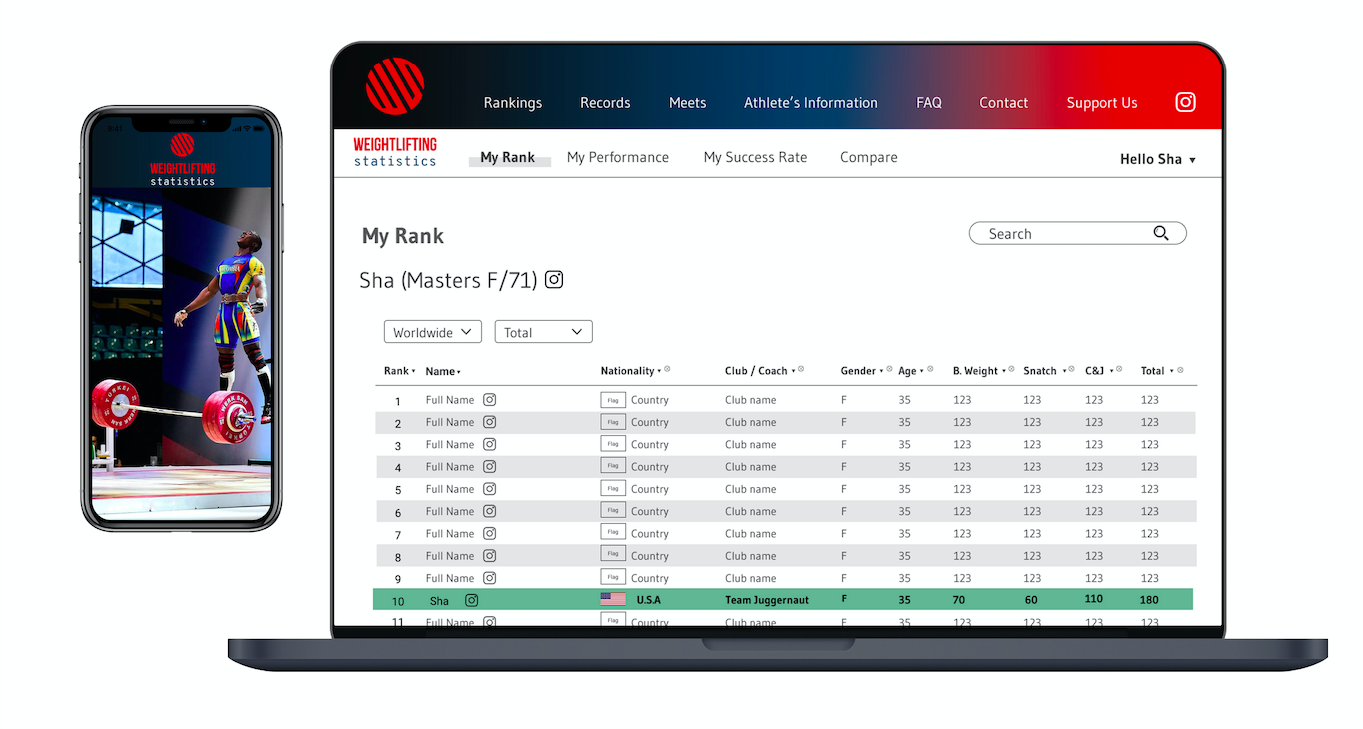 9:41
WEIGHTLIFTING
statistics
TÜRKSI
Rankings Records Meets Athlete's Information FAQ Contact Support Us
WEIGHTLIFTING
statistics
My Rank My Performance My Success Rate Compare Hello Sha
My Rank
Search
Sha (Masters F/71)
Worldwide Total
Rank Name Nationality Club / Coach Gender Age B. Weight Snatch C&J Total
1 Full Name Flag Country Club name F 35 123 123 123 123
2 Full Name Flag Country Club name F 35 123 123 123 123
3 Full Name Flag Country Club name F 35 123 123 123 123
4 Full Name Flag Country Club name F 35 123 123 123 123
5 Full Name Flag Country Club name F 35 123 123 123 123
6 Full Name Flag Country Club name F 35 123 123 123 123
7 Full Name Flag Country Club name F 35 123 123 123 123
8 Full Name Flag Country Club name F 35 123 123 123 123
9 Full Name Flag Country Club name F 35 123 123 123 123
10 Sha U.S.A Team Juggernaut F 35 70 60 110 180
11 Full Name Flag Country Club name F 35 123 123 123 123